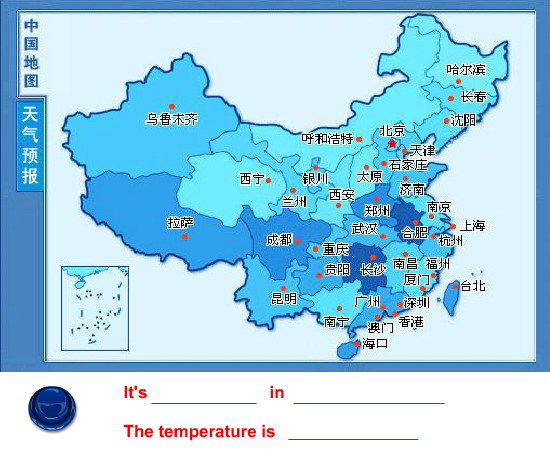 中国地图
天气预报
哈尔滨
长春
乌鲁木齐
沈阳
呼和浩特
北京
天津
石家庄
西宁
银川
太原
济南
兰州
西安
郑州
南京
拉萨
武汉
合肥
上海
成都
杭州
重庆
贵阳
长沙
南昌
福州
厦门
台北
昆明
广州
深圳
南宁
澳门
香港
海口
It's ____________ in _________________
The temperature is _______________